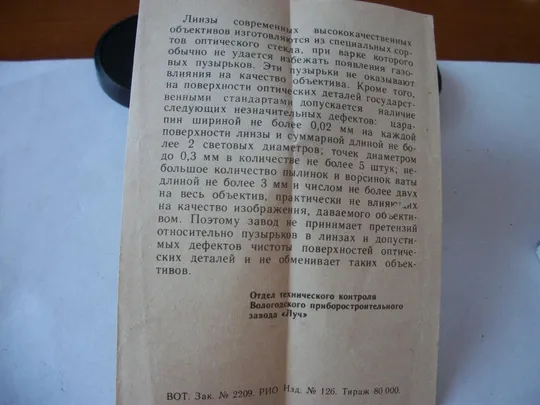 Линзы современных высококачественных
объективов изготовляются из специальных сор-
тов оптического стекла, при варке которого
обычно не удается избежать появления газо-
вых пузырьков. Эти пузырьки не оказывают
влияния на качество объектива. Кроме того,
на поверхности оптических деталей государст-
венными стандартами допускается наличие
следующих незначительных дефектов: цара-
пин шириной не более 0,02 мм на каждой
поверхности линзы и суммарной длиной не бо-
лее 2 световых диаметров; точек диаметром
до 0,3 мм в количестве не более 5 штук; не-
большое количество пылинок и ворсинок ваты
длиной не более 3 мм и числом не более двух
на весь объектив, практически не влияющих
на качество изображения, даваемого объекти-
вом. Поэтому завод не принимает претензий
относительно пузырьков в линзах и допусти-
мых дефектов чистоты поверхностей оптиче-
ских деталей и не обменивает таких объек-
тивов.
Отдел технического контроля
Вологодского приборостроительного
завода «Луч»
ВОТ. Зак. № 2209. РИО Изд. № 126. Тираж 80 000.